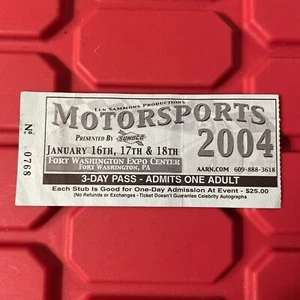 Len Sammons Productions
Motorsports
Presented By SUNOCO
2004
January 16th, 17th & 18th
Fort Washington Expo Center
Fort Washington, PA
AARN.COM 609-888-3618
3-DAY PASS - ADMITS ONE ADULT
Each Stub Is Good for One-Day Admission At Event - $25.00
(No Refunds or Exchanges - Ticket Doesn't Guarantee Celebrity Autographs
Nº 0768